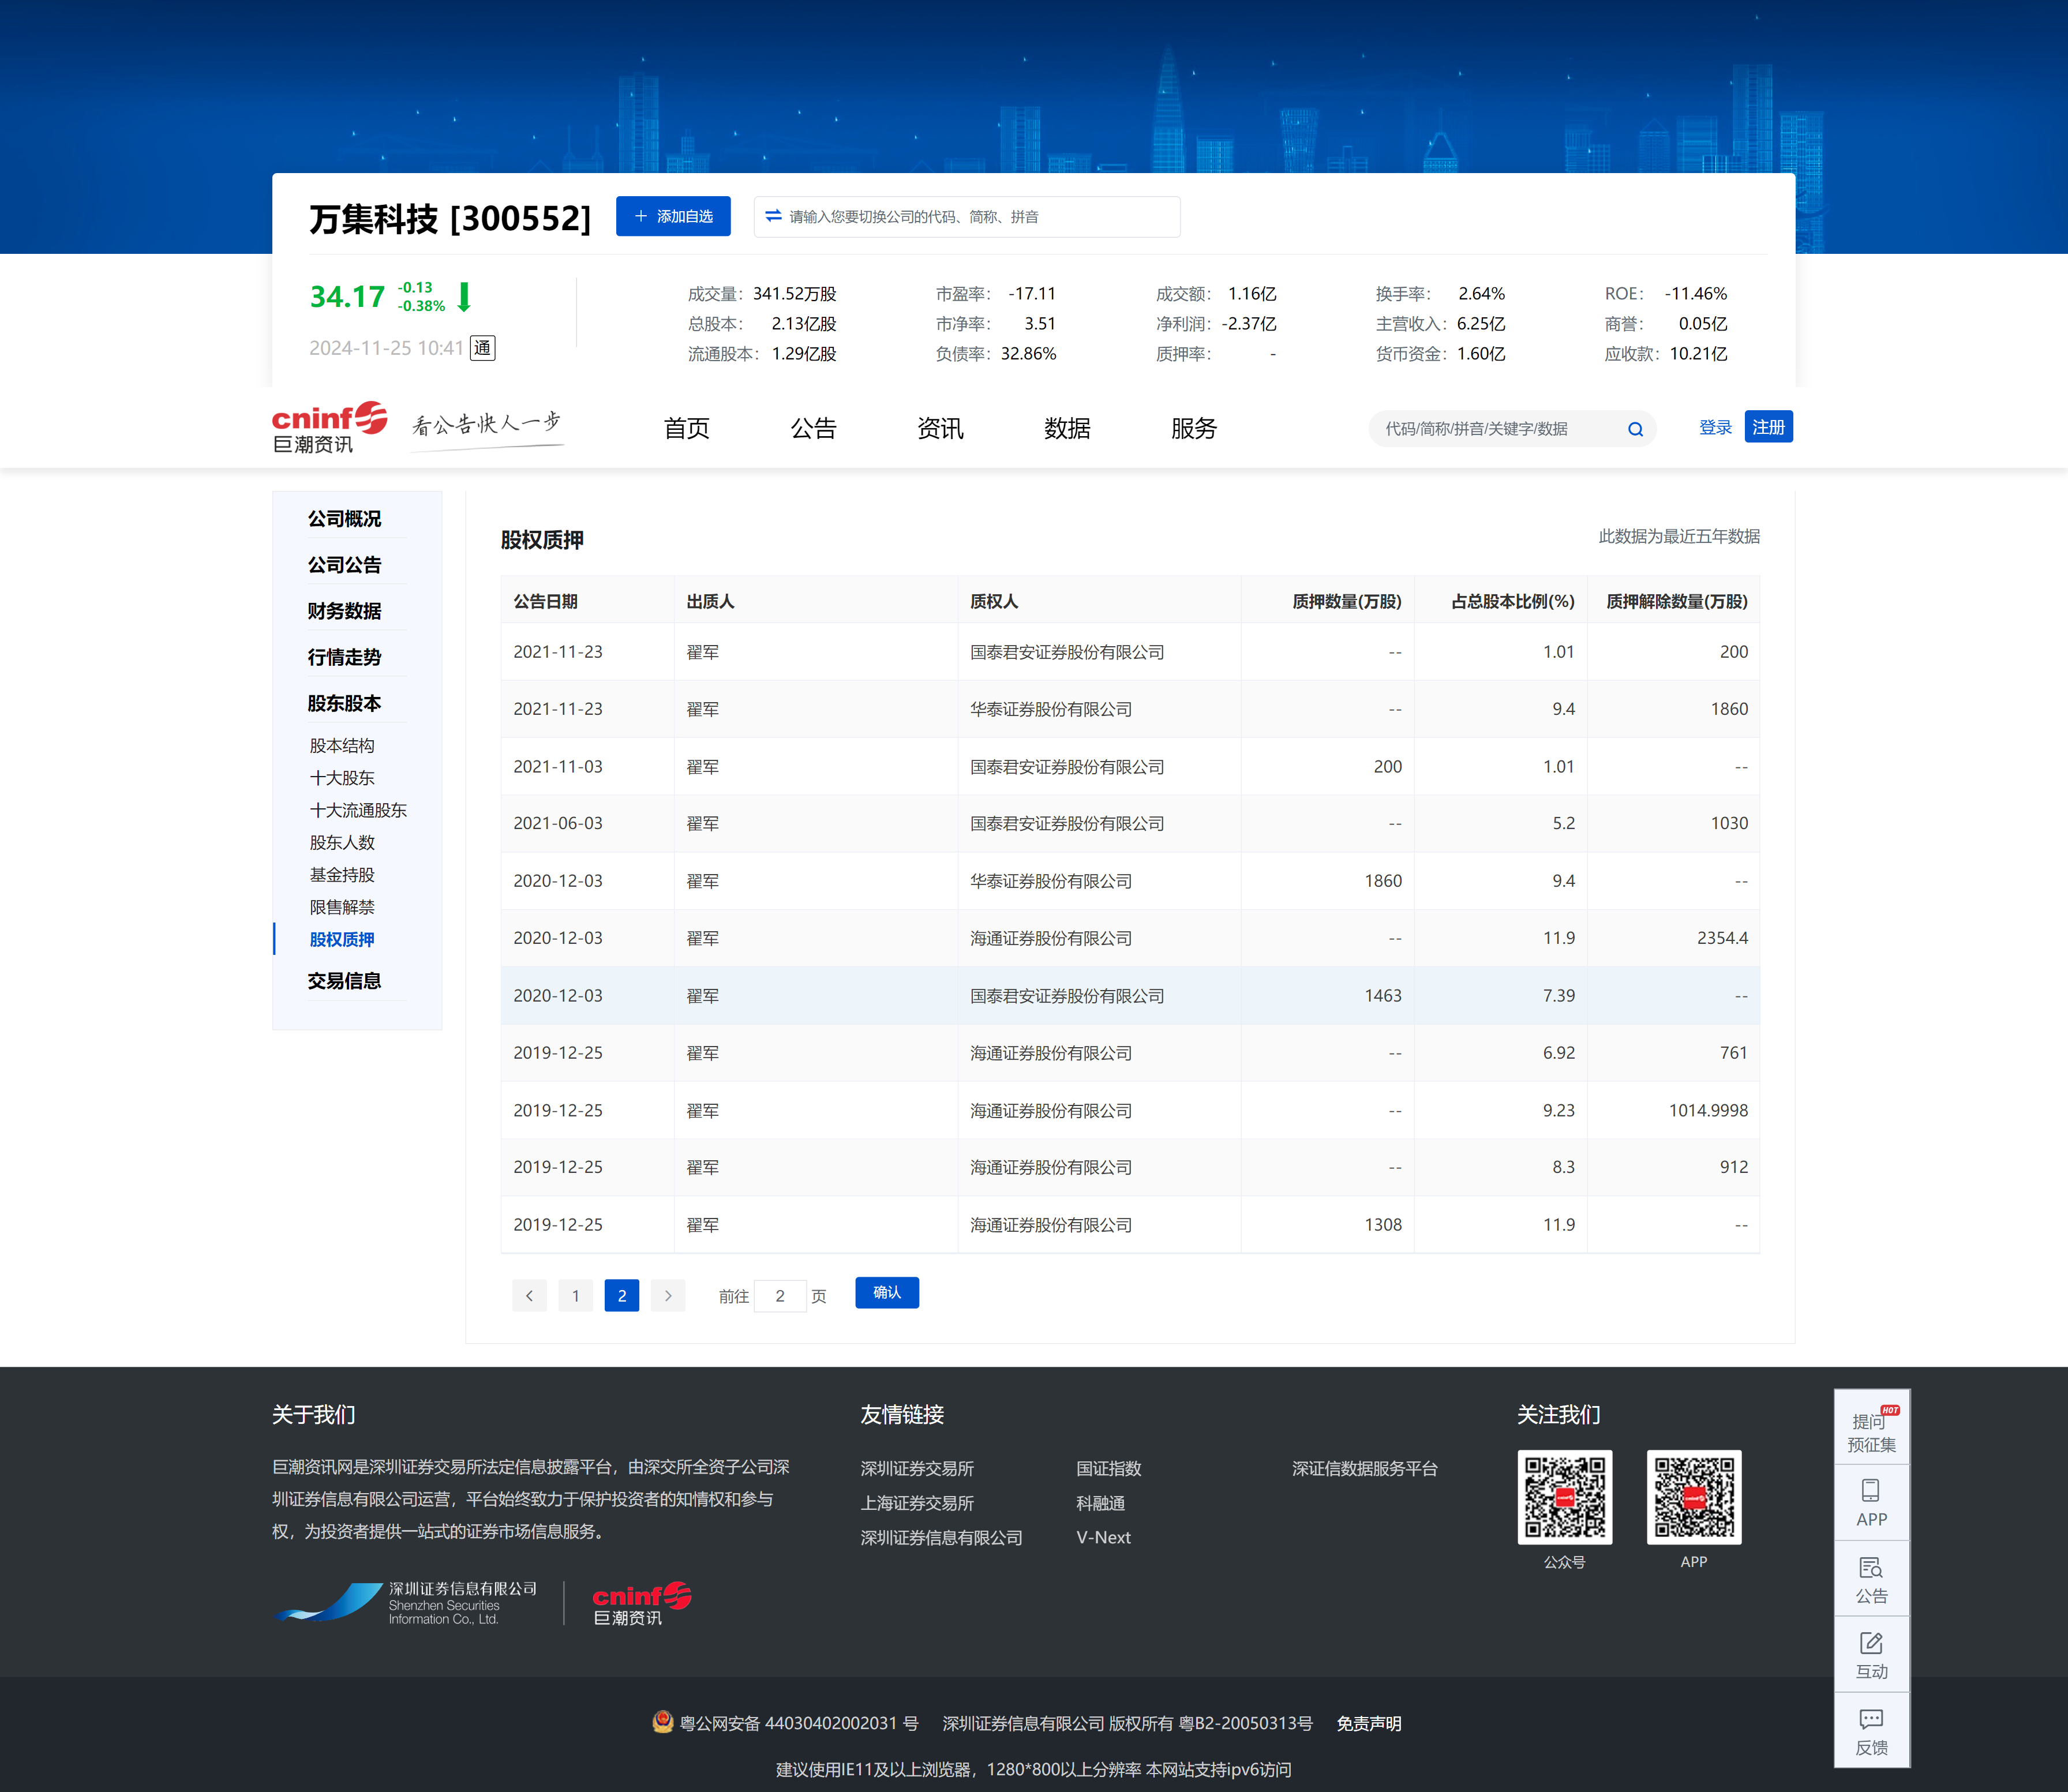 万集科技 [300552]
添加自选
请输入您要切换公司的代码、简称、拼音
34.17 -0.13 -0.38%
2024-11-25 10:41 通
成交量: 341.52万股 市盈率: -17.11 成交额: 1.16亿 换手率: 2.64% ROE: -11.46%
总股本: 2.13亿股 市净率: 3.51 净利润: -2.37亿 主营收入: 6.25亿 商誉: 0.05亿
流通股本: 1.29亿股 负债率: 32.86% 质押率: - 货币资金: 1.60亿 应收款: 10.21亿
cninf
巨潮资讯
看公告快人一步
首页 公告 资讯 数据 服务
代码/简称/拼音/关键字/数据
登录 注册
公司概况
公司公告
财务数据
行情走势
股东股本
股本结构
十大股东
十大流通股东
股东人数
基金持股
限售解禁
股权质押
交易信息
股权质押 此数据为最近五年数据
公告日期 出质人 质权人 质押数量(万股) 占总股本比例(%) 质押解除数量(万股)
2021-11-23 翟军 国泰君安证券股份有限公司 -- 1.01 200
2021-11-23 翟军 华泰证券股份有限公司 -- 9.4 1860
2021-11-03 翟军 国泰君安证券股份有限公司 200 1.01 --
2021-06-03 翟军 国泰君安证券股份有限公司 -- 5.2 1030
2020-12-03 翟军 华泰证券股份有限公司 1860 9.4 --
2020-12-03 翟军 海通证券股份有限公司 -- 11.9 2354.4
2020-12-03 翟军 国泰君安证券股份有限公司 1463 7.39 --
2019-12-25 翟军 海通证券股份有限公司 -- 6.92 761
2019-12-25 翟军 海通证券股份有限公司 -- 9.23 1014.9998
2019-12-25 翟军 海通证券股份有限公司 -- 8.3 912
2019-12-25 翟军 海通证券股份有限公司 1308 11.9 --
1 2 前往 2 页 确认
关于我们
巨潮资讯网是深圳证券交易所法定信息披露平台，由深交所全资子公司深
圳证券信息有限公司运营，平台始终致力于保护投资者的知情权和参与
权，为投资者提供一站式的证券市场信息服务。
深圳证券信息有限公司
Shenzhen Securities
Information Co., Ltd.
cninf
巨潮资讯
友情链接
深圳证券交易所 国证指数 深证信数据服务平台
上海证券交易所 科融通
深圳证券信息有限公司 V-Next
关注我们
公众号 APP
提问 HOT
预征集
APP
公告
互动
反馈
粤公网安备 44030402002031 号 深圳证券信息有限公司 版权所有 粤B2-20050313号 免责声明
建议使用IE11及以上浏览器，1280*800以上分辨率 本网站支持ipv6访问